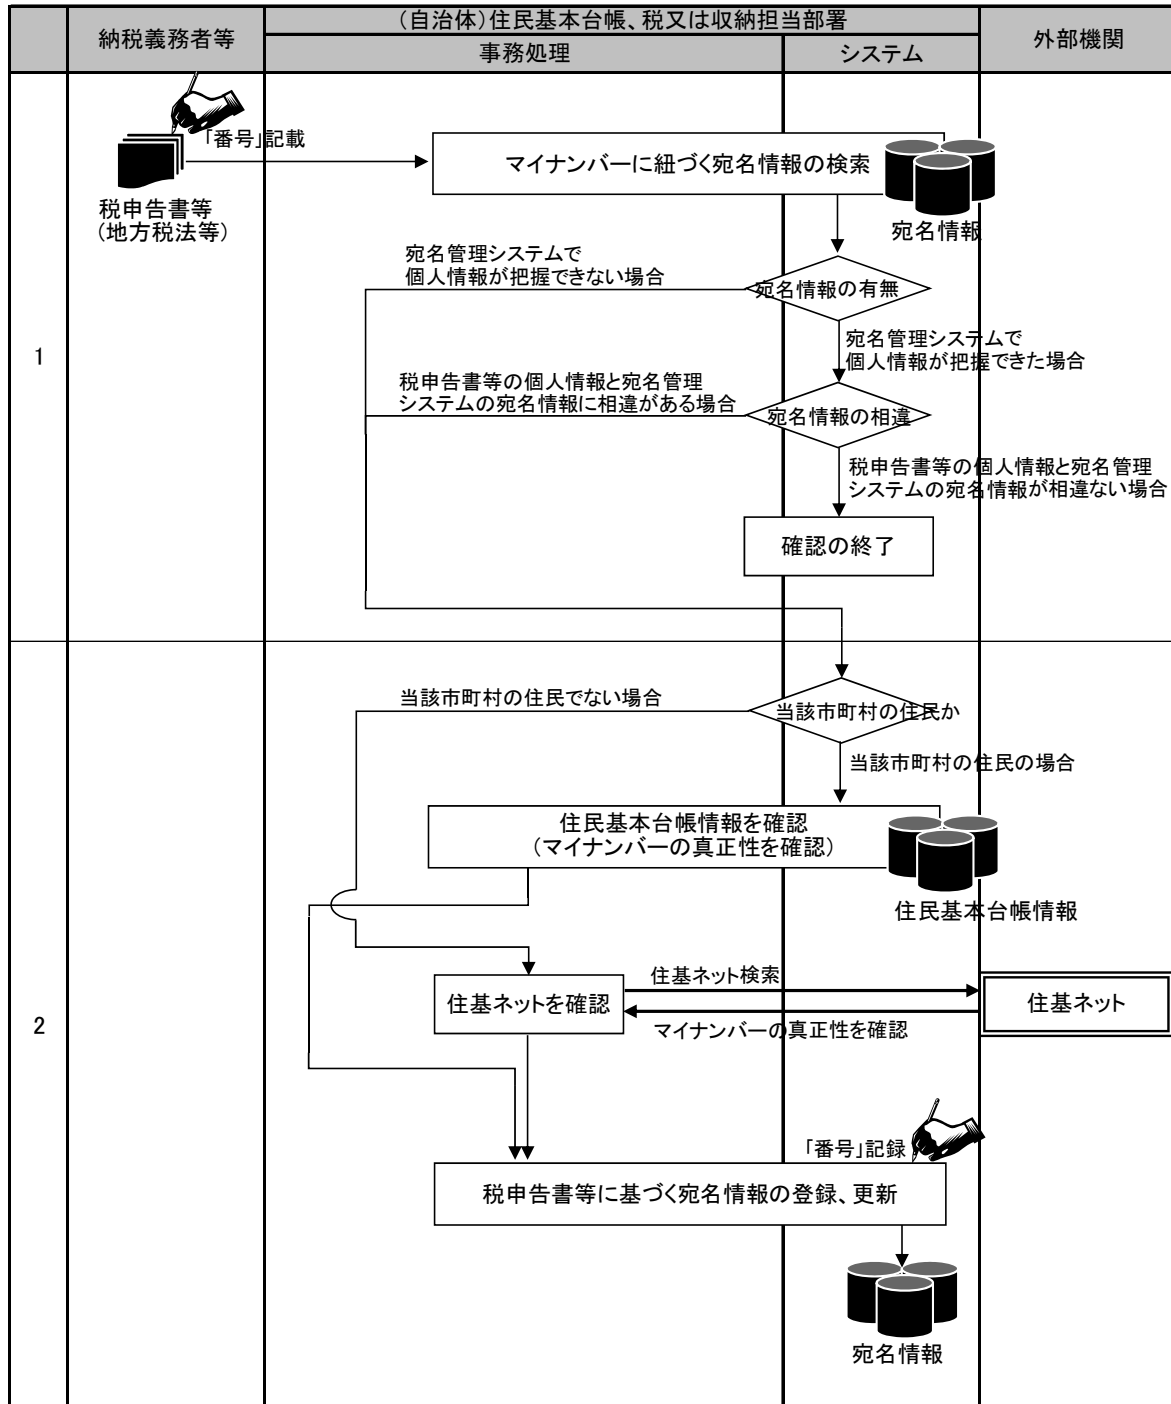 納税義務者等
(自治体)住民基本台帳、税又は収納担当部署
事務処理
システム
外部機関
1
「番号」記載
税申告書等
(地方税法等)
マイナンバーに紐づく宛名情報の検索
宛名情報
宛名管理システムで
個人情報が把握できない場合
宛名情報の有無
宛名管理システムで
個人情報が把握できた場合
税申告書等の個人情報と宛名管理
システムの宛名情報に相違がある場合
宛名情報の相違
税申告書等の個人情報と宛名管理
システムの宛名情報が相違ない場合
確認の終了
2
当該市町村の住民でない場合
当該市町村の住民か
当該市町村の住民の場合
住民基本台帳情報を確認
(マイナンバーの真正性を確認)
住民基本台帳情報
住基ネット検索
住基ネットを確認
住基ネット
マイナンバーの真正性を確認
「番号」記録
税申告書等に基づく宛名情報の登録、更新
宛名情報